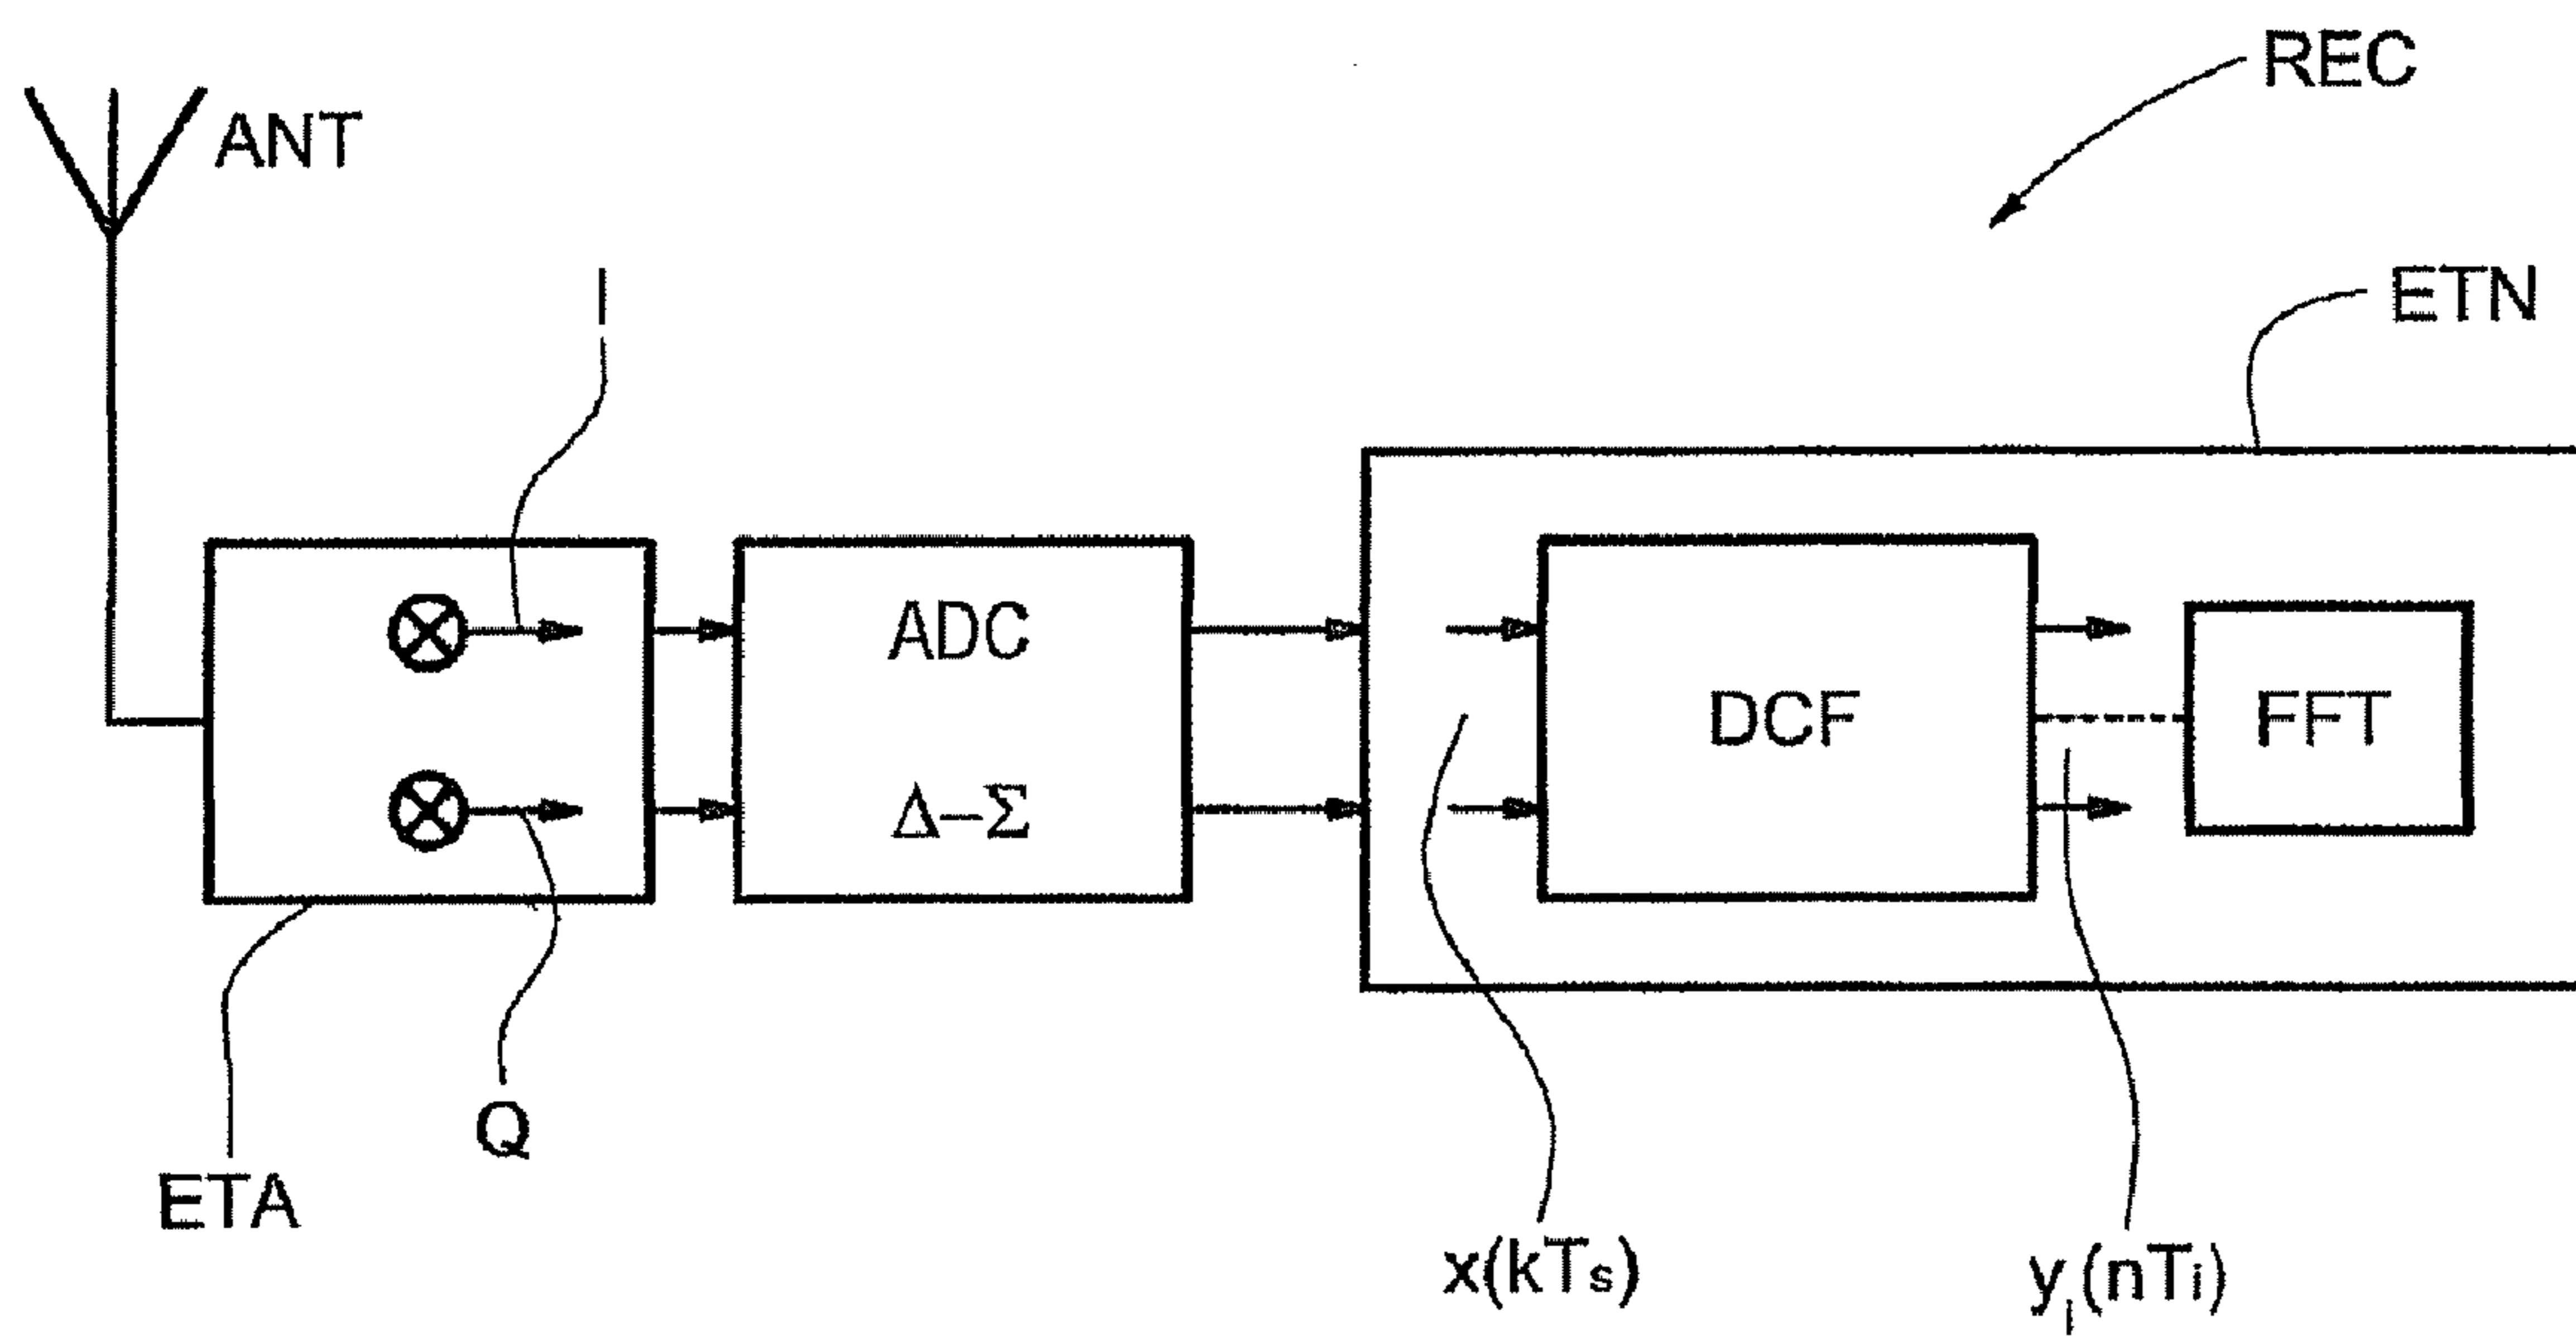 REC
ANT
ETN
I
ADC
Δ–Σ
DCF
FFT
Q
ETA
x(kTs)
yi(nTi)